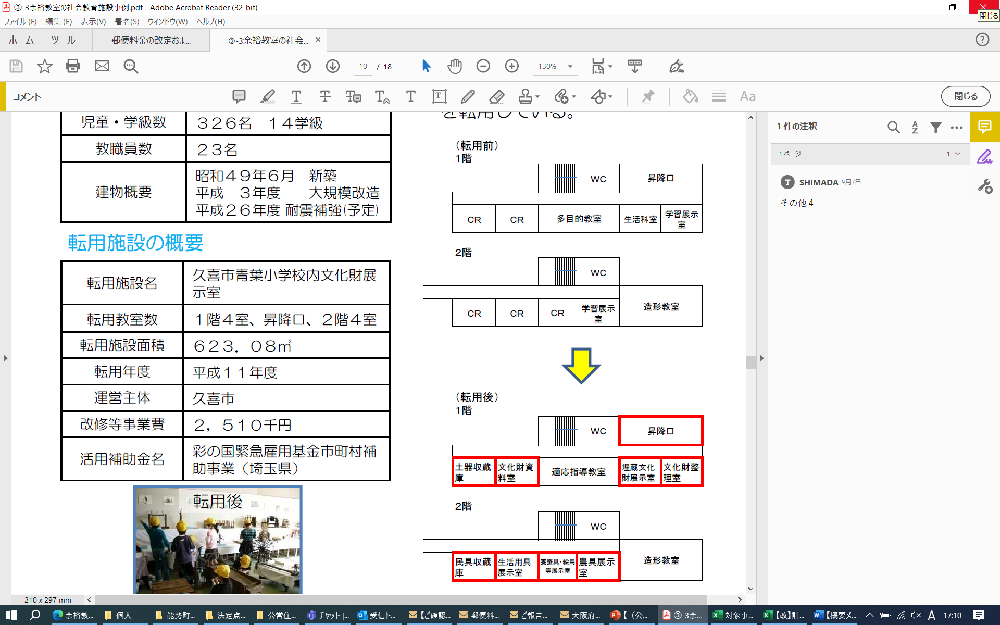 ③-3余裕教室の社会教育施設事例.pdf - Adobe Acrobat Reader (32-bit)
閉じる
ファイル (F) 編集 (E) 表示(V) 署名(S) ウィンドウ(W) ヘルプ(H)
ホーム ツール 郵便料金の改定およ... ③-3余裕教室の社会... ×
10 / 18 130%
コメント
閉じる
児童・学級数 ３２６名　１４学級
教職員数 ２３名
建物概要
昭和４９年６月　新築
平成　３年度　　大規模改造
平成２６年度 耐震補強(予定)
転用施設の概要
転用施設名 久喜市青葉小学校内文化財展
示室
転用教室数 １階４室、昇降口、２階４室
転用施設面積 ６２３．０８㎡
転用年度 平成１１年度
運営主体 久喜市
改修等事業費 ２，５１０千円
活用補助金名 彩の国緊急雇用基金市町村補
助事業（埼玉県）
転用後
を転用している。
（転用前）
1階
WC 昇降口
CR CR 多目的教室 生活科室 学習展示
室
2階
WC
CR CR CR 学習展示
室
造形教室
（転用後）
1階
WC 昇降口
土器収蔵
庫
文化財資
料室
適応指導教室
埋蔵文化
財展示室
文化財整
理室
2階
WC
民具収蔵
庫
生活用具
展示室
養蚕具・絵馬
等展示室
農具展示
室
造形教室
1 件の注釈
1 ページ 1
T SHIMADA 9月7日
その他 4
210 x 297 mm
余裕教... 個人 能勢町... 法定点... 公営住... チャット |... 受信ト... 【ご確認... 郵便料... ご報告... 大阪府... 【（公... ③-3余... 対象事... 【改】計... 【概要メ... A 17:10